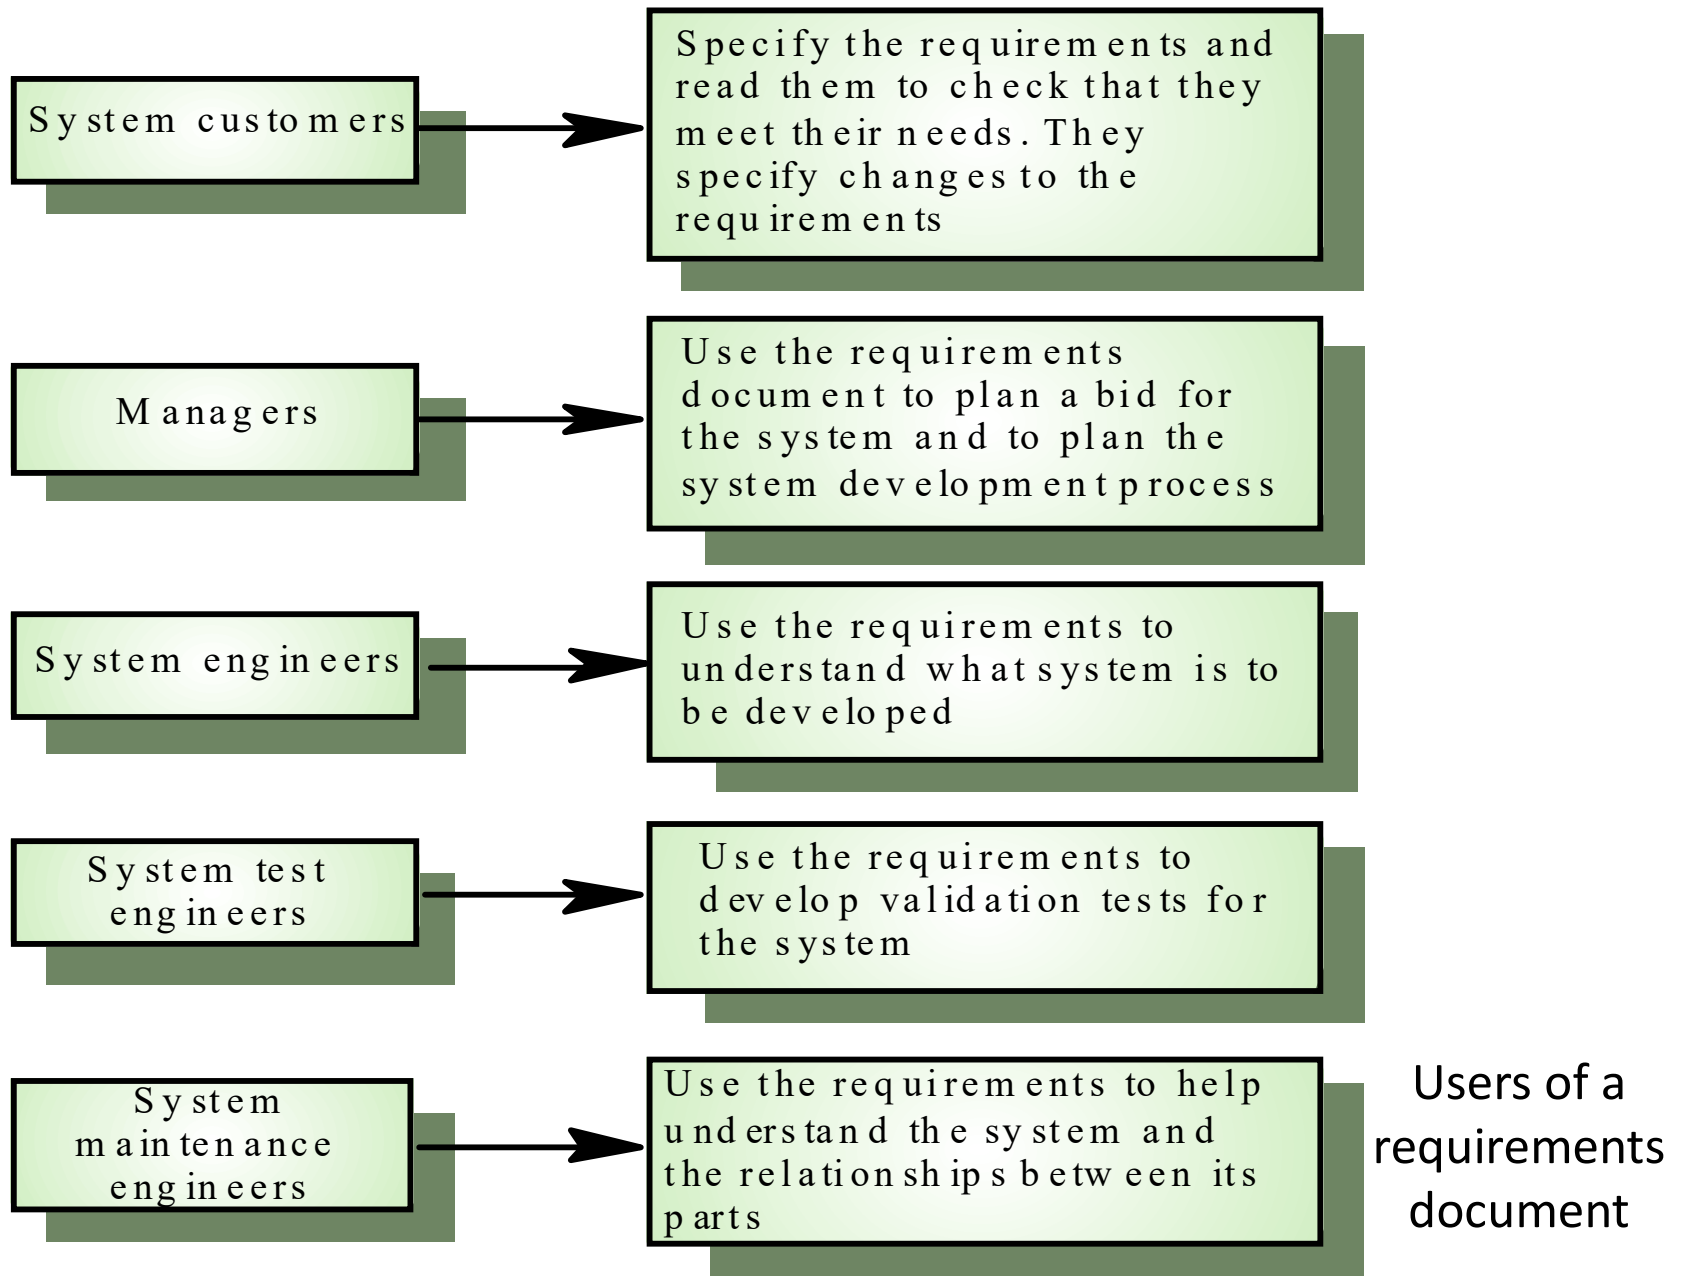 System customers
Specify the requirements and
read them to check that they
meet their needs. They
specify changes to the
requirements
Managers
Use the requirements
document to plan a bid for
the system and to plan the
system development process
System engineers
Use the requirements to
understand what system is to
be developed
System test
engineers
Use the requirements to
develop validation tests for
the system
System
maintenance
engineers
Use the requirements to help
understand the system and
the relationships between its
parts
Users of a
requirements
document